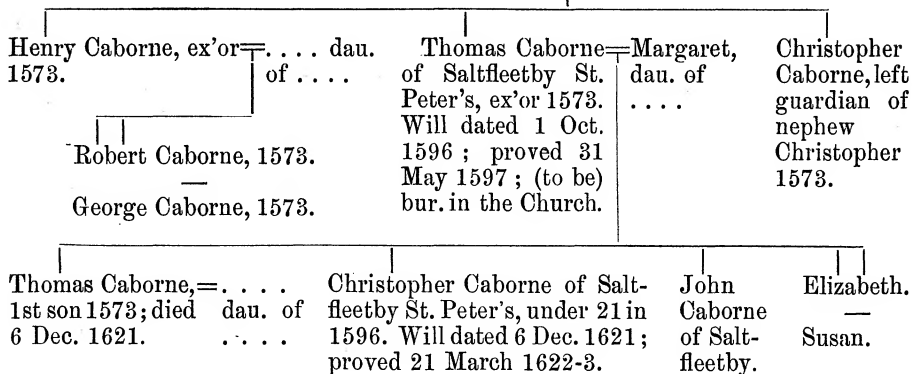 Henry Caborne, ex'or=. . . . dau.
1573. of . . . .
Robert Caborne, 1573.
—
George Caborne, 1573.
Thomas Caborne=Margaret,
of Saltfleetby St. dau. of
Peter's, ex'or 1573. . . . .
Will dated 1 Oct.
1596 ; proved 31
May 1597 ; (to be)
bur. in the Church.
Christopher
Caborne, left
guardian of
nephew
Christopher
1573.
Thomas Caborne,=. . . .
1st son 1573; died dau. of
6 Dec. 1621. . . . .
Christopher Caborne of Salt-
fleetby St. Peter's, under 21 in
1596. Will dated 6 Dec. 1621;
proved 21 March 1622-3.
John
Caborne
of Salt-
fleetby.
Elizabeth.
—
Susan.